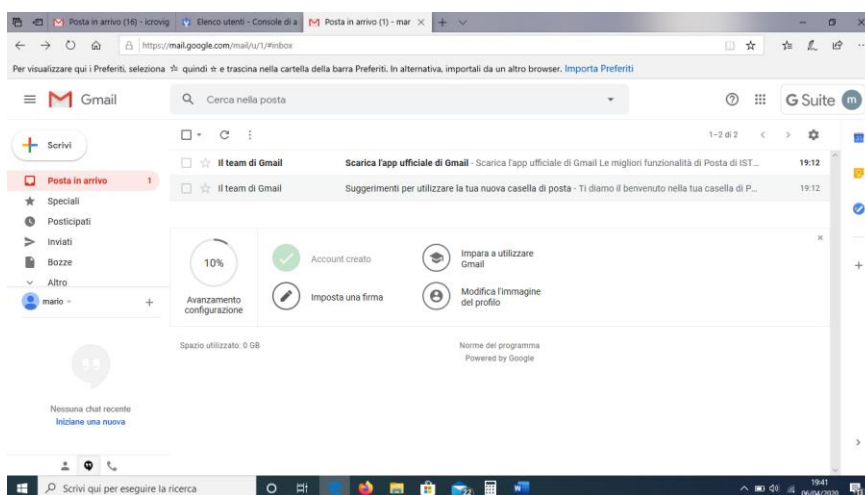 Posta in arrivo (16) - icrovig
Elenco utenti - Console di a
Posta in arrivo (1) - mar
https://mail.google.com/mail/u/1/#inbox
Per visualizzare qui i Preferiti, seleziona quindi e trascina nella cartella della barra Preferiti. In alternativa, importali da un altro browser. Importa Preferiti
Gmail
Cerca nella posta
G Suite
m
Scrivi
1–2 di 2
Posta in arrivo 1
Speciali
Posticipati
Inviati
Bozze
Altro
mario
Il team di Gmail Scarica l'app ufficiale di Gmail - Scarica l'app ufficiale di Gmail Le migliori funzionalità di Posta di IST... 19:12
Il team di Gmail Suggerimenti per utilizzare la tua nuova casella di posta - Ti diamo il benvenuto nella tua casella di P... 19:12
10%
Avanzamento
configurazione
Account creato
Imposta una firma
Impara a utilizzare
Gmail
Modifica l'immagine
del profilo
Spazio utilizzato: 0 GB
Norme del programma
Powered by Google
Nessuna chat recente
Iniziane una nuova
Scrivi qui per eseguire la ricerca
22
19:41
06/04/2020